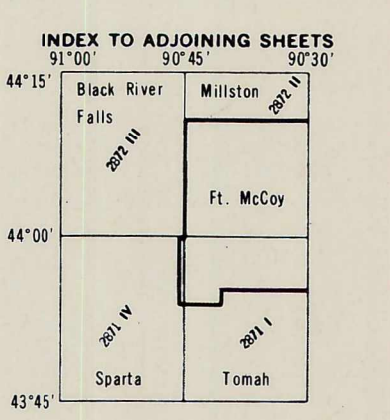 INDEX TO ADJOINING SHEETS
91°00' 90°45' 90°30'
44°15'
Black River
Falls
2872 III
Millston
2872 II
Ft. McCoy
44°00'
2871 IV
Sparta
2871 I
Tomah
43°45'